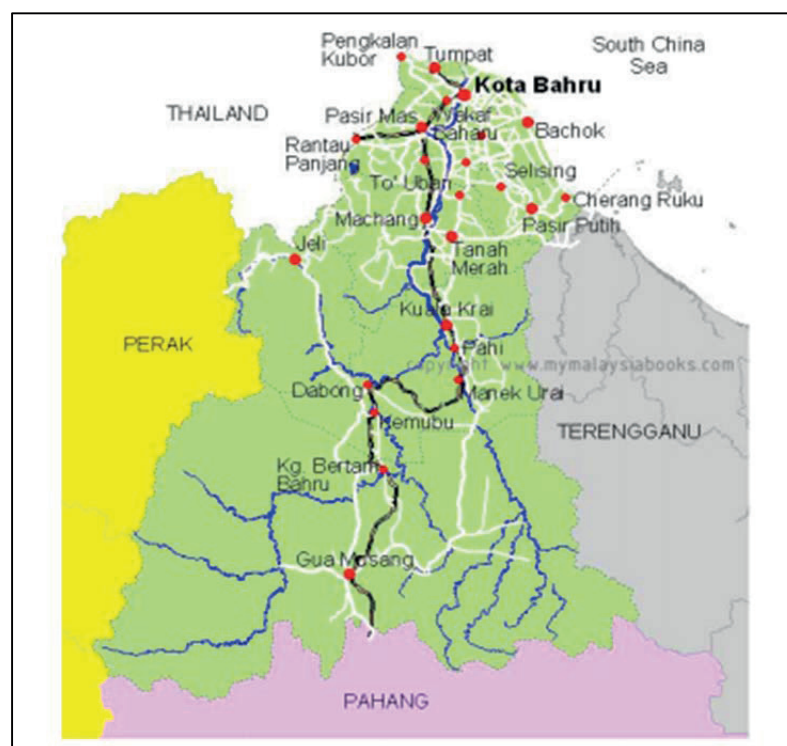 Pengkalan
Kubor
Tumpat
South China
Sea
Kota Bahru
THAILAND
Pasir Mas
Wakaf
Baharu
Bachok
Rantau
Panjang
To' Uban
Selising
Cherang Ruku
Machang
Pasir Putih
Jeli
Tanah
Merah
Kuala Krai
PERAK
Pahi
copyright www.mymalaysiabooks.com
Dabong
Manek Urai
Kemubu
TERENGGANU
Kg. Bertam
Bahru
Gua Musang
PAHANG